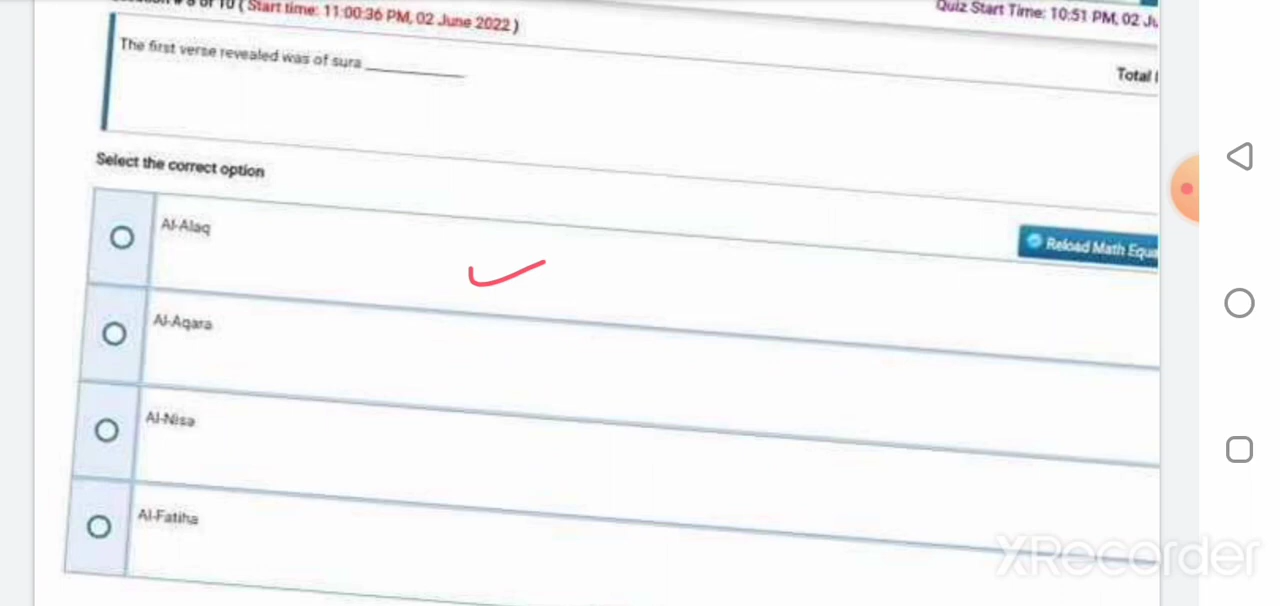 of 10 ( Start time: 11:00:36 PM, 02 June 2022 )
Quiz Start Time: 10:51 PM, 02
Total
The first verse revealed was of sura ________
Select the correct option
Reload Math
Al-Alaq
Al-Aqara
Al-Nisa
Al-Fatiha
XRecorder